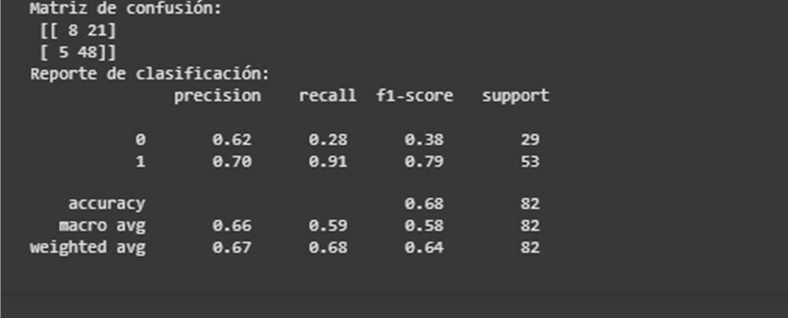 Matriz de confusión:
[[ 8 21]
[ 5 48]]
Reporte de clasificación:
precision recall f1-score support
0 0.62 0.28 0.38 29
1 0.70 0.91 0.79 53
accuracy 0.68 82
macro avg 0.66 0.59 0.58 82
weighted avg 0.67 0.68 0.64 82